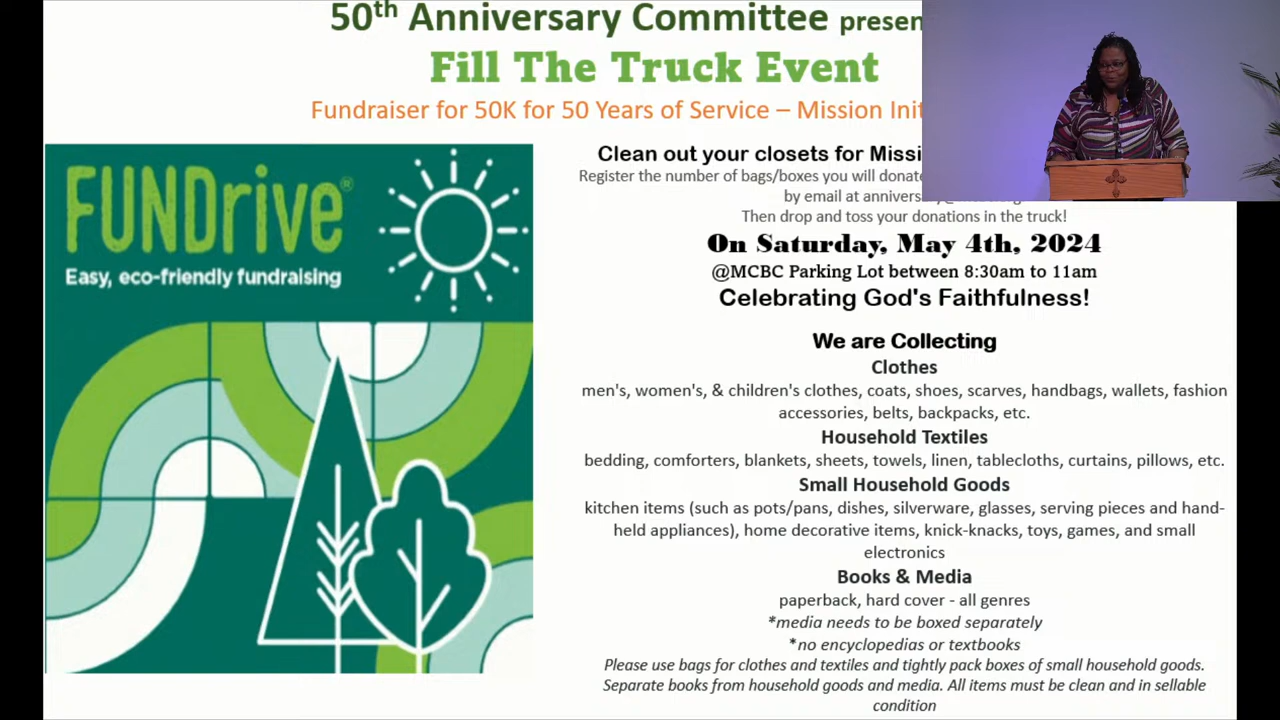 50th Anniversary Committee
Fill The Truck Event
Fundraiser for 50K for 50 Years of Service – Mission
FUNDrive®
Easy, eco-friendly fundraising
Clean out your closets for
Register the number of bags/boxes you will donate
by email at
Then drop and toss your donations in the truck!
On Saturday, May 4th, 2024
@MCBC Parking Lot between 8:30am to 11am
Celebrating God's Faithfulness!
We are Collecting
Clothes
men's, women's, & children's clothes, coats, shoes, scarves, handbags, wallets, fashion
accessories, belts, backpacks, etc.
Household Textiles
bedding, comforters, blankets, sheets, towels, linen, tablecloths, curtains, pillows, etc.
Small Household Goods
kitchen items (such as pots/pans, dishes, silverware, glasses, serving pieces and hand-
held appliances), home decorative items, knick-knacks, toys, games, and small
electronics
Books & Media
paperback, hard cover - all genres
*media needs to be boxed separately
*no encyclopedias or textbooks
Please use bags for clothes and textiles and tightly pack boxes of small household goods.
Separate books from household goods and media. All items must be clean and in sellable
condition